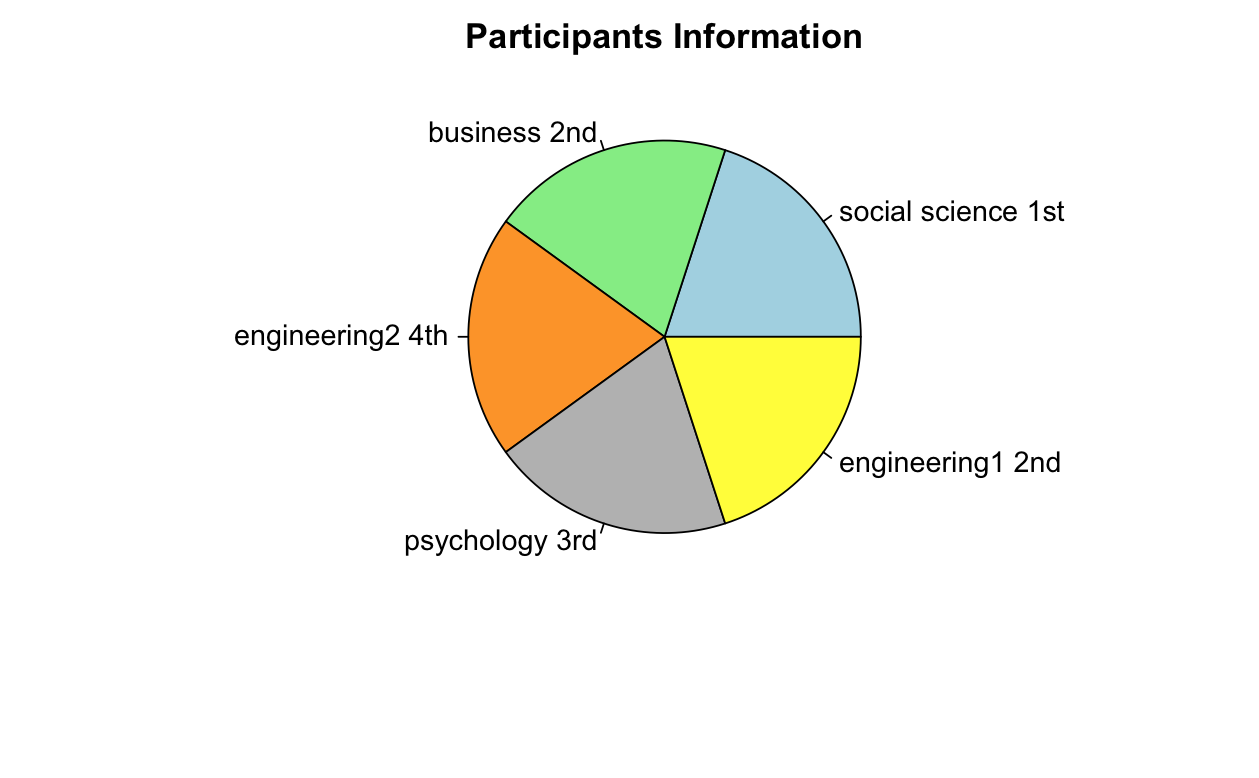 Participants Information
business 2nd
social science 1st
engineering2 4th
engineering1 2nd
psychology 3rd